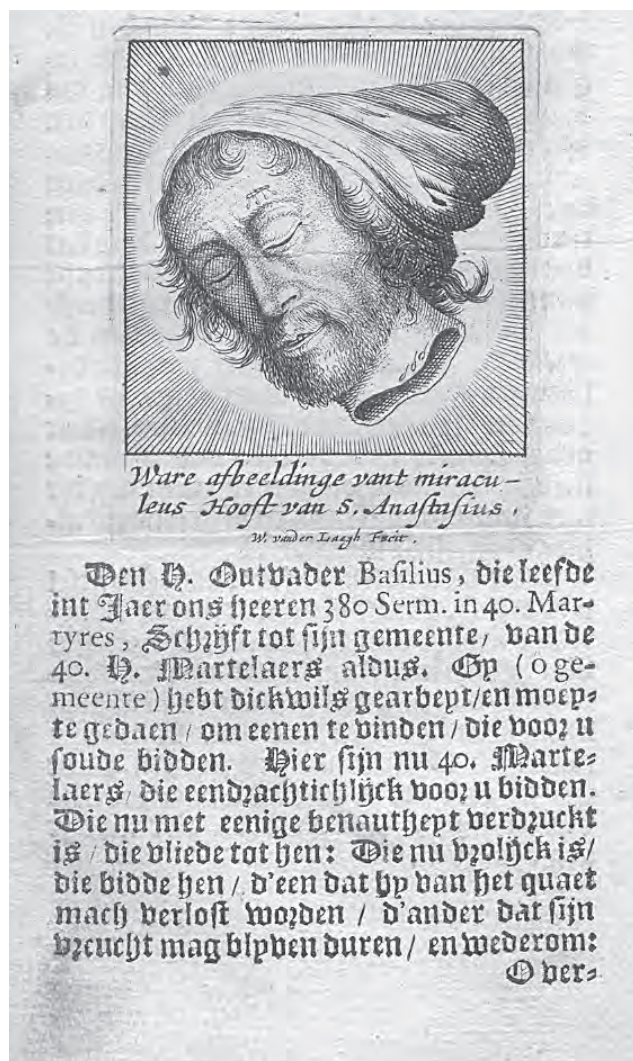 Ware afbeeldinge vant miracu-
leus Hooft van S. Anastasius.
W. vander Laegh Fecit.
Den H. Outvader Basilius, die leefde
int Jaer ons heeren 380 Serm. in 40. Mar-
tyres, Schrijft tot sijn gemeente, van de
40. H. Martelaers aldus. Gy (o ge-
meente) hebt dickwils gearbeyt/en moey-
te gedaen / om eenen te vinden / die voor u
soude bidden. Hier sijn nu 40. Marte-
laers, die eendrachtichlijck voor u bidden.
Die nu met eenige benautheyt verdruckt
is / die vliede tot hen: Die nu vrolijck is/
die bidde hen / d'een dat hy van het quaet
mach verlost worden / d'ander dat sijn
vreucht mag blyven duren / en wederom:
O ver-